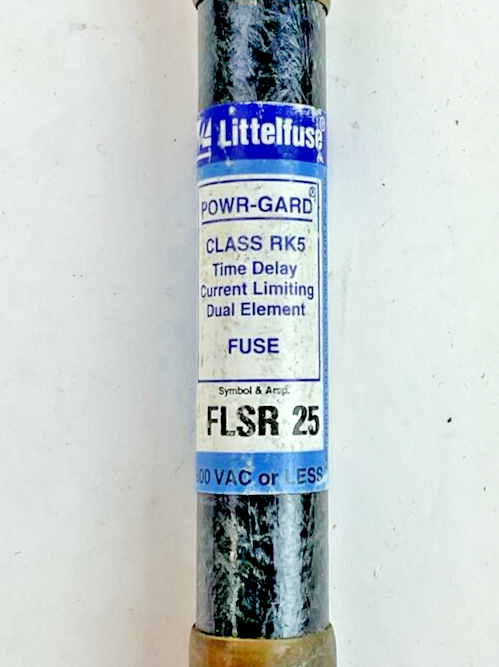 Littelfuse®
POWR-GARD®
CLASS RK5
Time Delay
Current Limiting
Dual Element
FUSE
Symbol & Amp.
FLSR 25
00 VAC or LESS